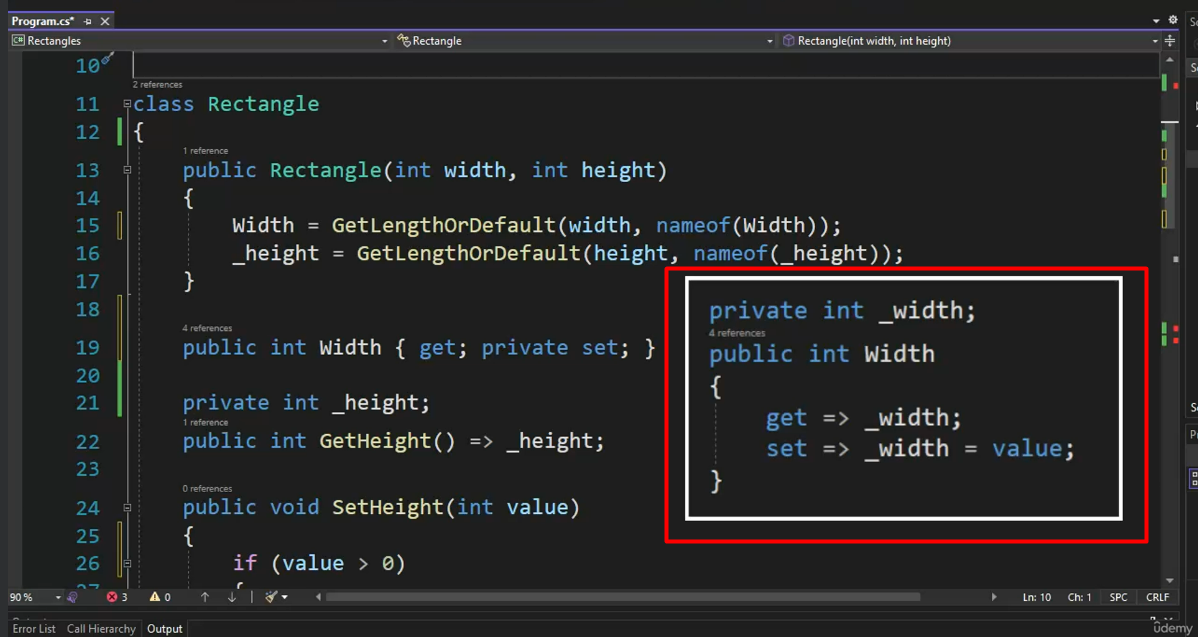 Program.cs*
Rectangles
Rectangle
Rectangle(int width, int height)
10
2 references
11 class Rectangle
12 {
1 reference
13 public Rectangle(int width, int height)
14 {
15 Width = GetLengthOrDefault(width, nameof(Width));
16 _height = GetLengthOrDefault(height, nameof(_height));
17 }
18
4 references
19 public int Width { get; private set; }
20
21 private int _height;
1 reference
22 public int GetHeight() => _height;
23
0 references
24 public void SetHeight(int value)
25 {
26 if (value > 0)
private int _width;
4 references
public int Width
{
get => _width;
set => _width = value;
}
90 %
3
0
Ln: 10
Ch: 1
SPC
CRLF
Error List
Call Hierarchy
Output
udemy